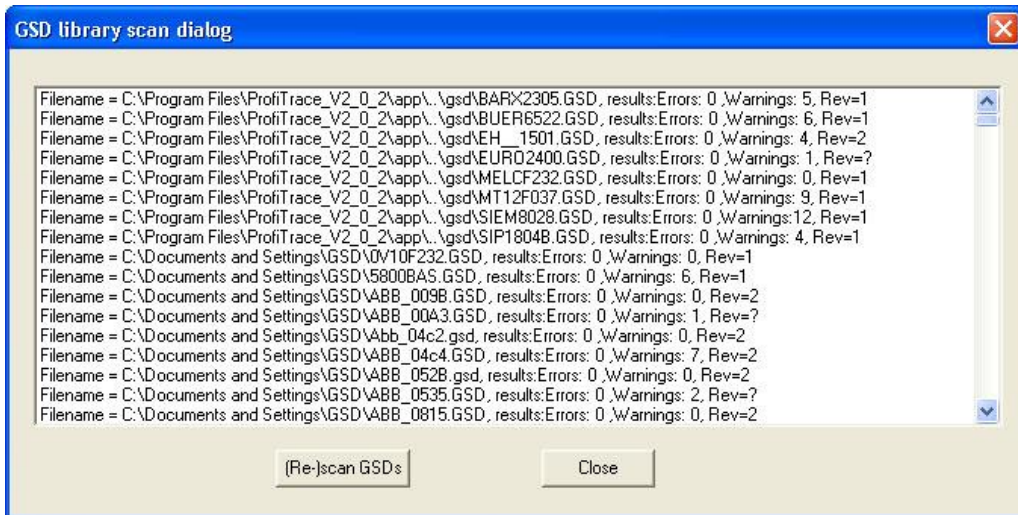 GSD library scan dialog
Filename = C:\Program Files\ProfiTrace_V2_0_2\app\..\gsd\BARX2305.GSD, results:Errors: 0 ,Warnings: 5, Rev=1
Filename = C:\Program Files\ProfiTrace_V2_0_2\app\..\gsd\BUER6522.GSD, results:Errors: 0 ,Warnings: 6, Rev=1
Filename = C:\Program Files\ProfiTrace_V2_0_2\app\..\gsd\EH__1501.GSD, results:Errors: 0 ,Warnings: 4, Rev=2
Filename = C:\Program Files\ProfiTrace_V2_0_2\app\..\gsd\EURO2400.GSD, results:Errors: 0 ,Warnings: 1, Rev=?
Filename = C:\Program Files\ProfiTrace_V2_0_2\app\..\gsd\MELCF232.GSD, results:Errors: 0 ,Warnings: 0, Rev=1
Filename = C:\Program Files\ProfiTrace_V2_0_2\app\..\gsd\MT12F037.GSD, results:Errors: 0 ,Warnings: 9, Rev=1
Filename = C:\Program Files\ProfiTrace_V2_0_2\app\..\gsd\SIEM8028.GSD, results:Errors: 0 ,Warnings:12, Rev=1
Filename = C:\Program Files\ProfiTrace_V2_0_2\app\..\gsd\SIP1804B.GSD, results:Errors: 0 ,Warnings: 4, Rev=1
Filename = C:\Documents and Settings\GSD\0V10F232.GSD, results:Errors: 0 ,Warnings: 0, Rev=1
Filename = C:\Documents and Settings\GSD\5800BAS.GSD, results:Errors: 0 ,Warnings: 6, Rev=1
Filename = C:\Documents and Settings\GSD\ABB_009B.GSD, results:Errors: 0 ,Warnings: 0, Rev=2
Filename = C:\Documents and Settings\GSD\ABB_00A3.GSD, results:Errors: 0 ,Warnings: 1, Rev=?
Filename = C:\Documents and Settings\GSD\Abb_04c2.gsd, results:Errors: 0 ,Warnings: 0, Rev=2
Filename = C:\Documents and Settings\GSD\ABB_04c4.GSD, results:Errors: 0 ,Warnings: 7, Rev=2
Filename = C:\Documents and Settings\GSD\ABB_052B.gsd, results:Errors: 0 ,Warnings: 0, Rev=2
Filename = C:\Documents and Settings\GSD\ABB_0535.GSD, results:Errors: 0 ,Warnings: 2, Rev=?
Filename = C:\Documents and Settings\GSD\ABB_0815.GSD, results:Errors: 0 ,Warnings: 0, Rev=2
(Re-)scan GSDs
Close